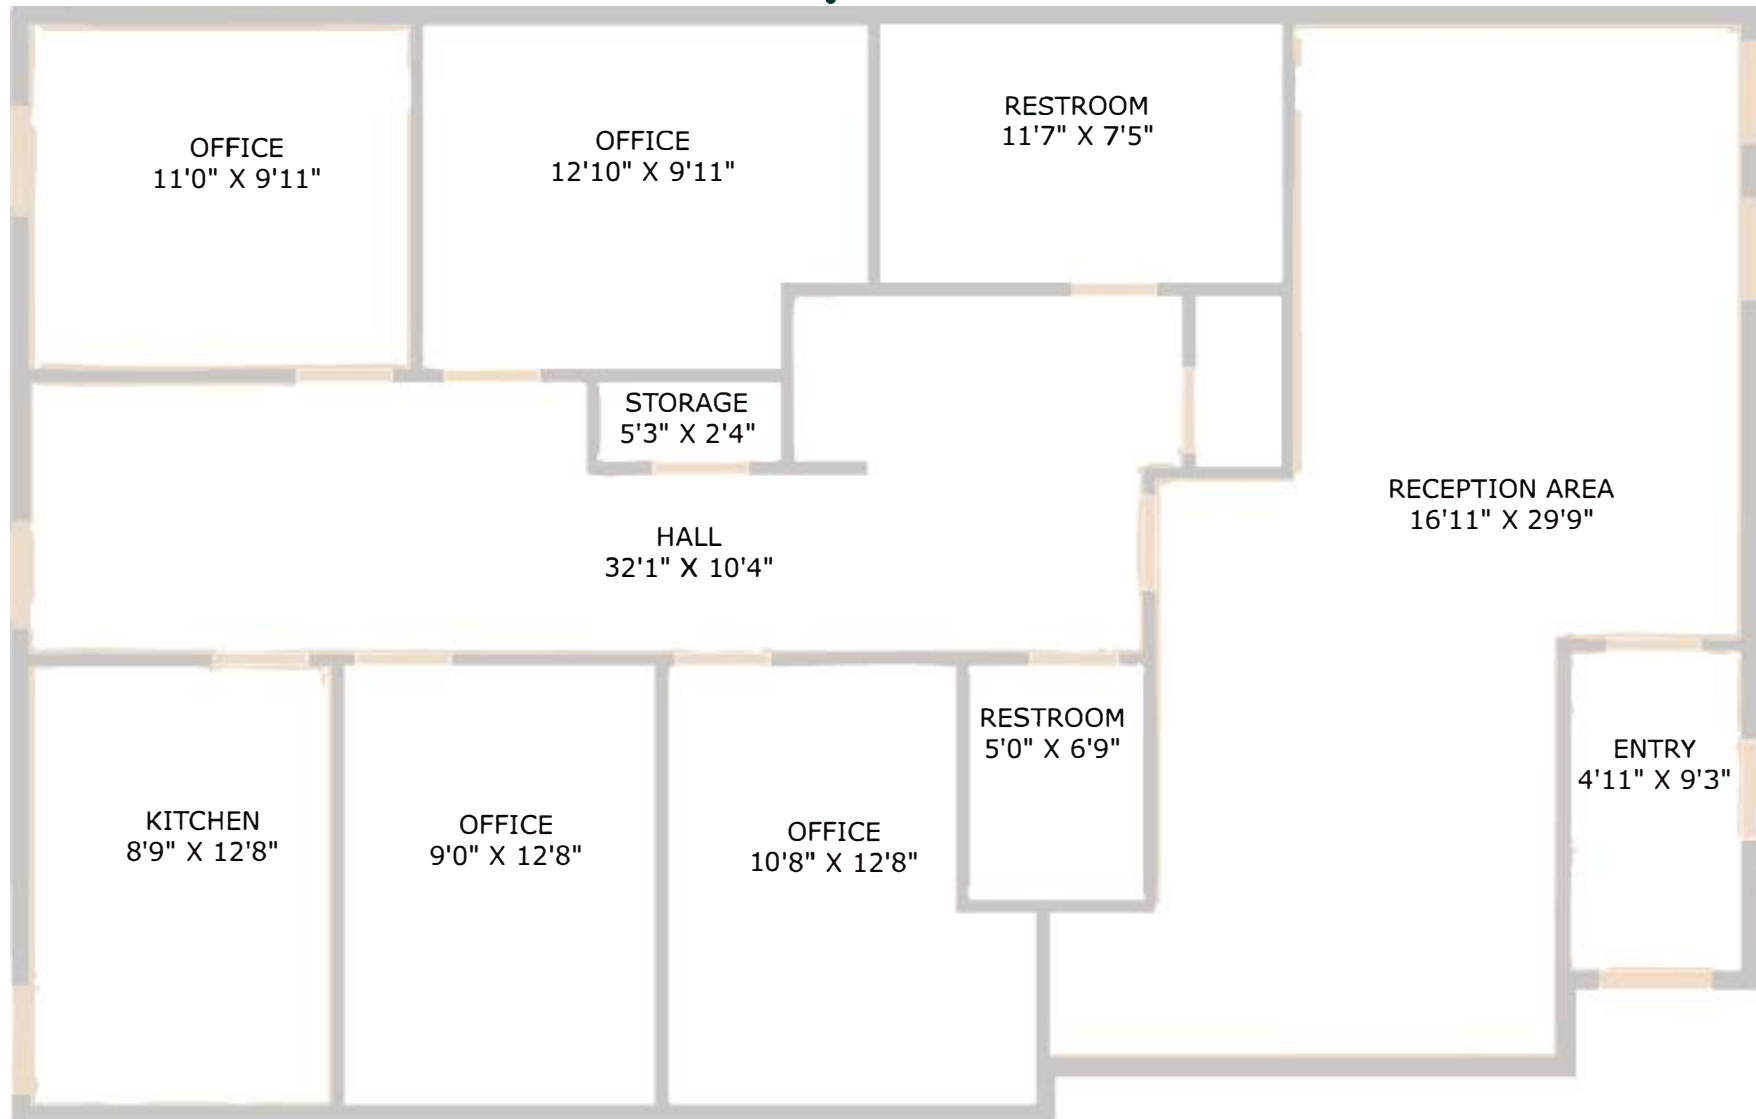 OFFICE
11'0" X 9'11"
OFFICE
12'10" X 9'11"
RESTROOM
11'7" X 7'5"
STORAGE
5'3" X 2'4"
HALL
32'1" X 10'4"
RECEPTION AREA
16'11" X 29'9"
KITCHEN
8'9" X 12'8"
OFFICE
9'0" X 12'8"
OFFICE
10'8" X 12'8"
RESTROOM
5'0" X 6'9"
ENTRY
4'11" X 9'3"